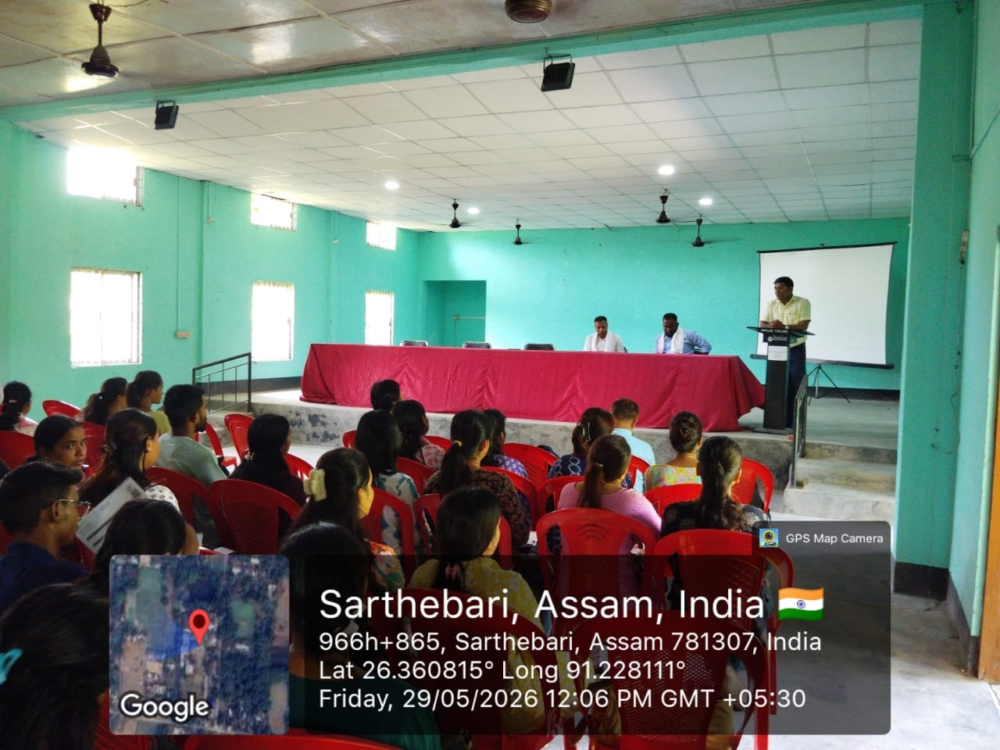 GPS Map Camera
Sarthebari, Assam, India
966h+865, Sarthebari, Assam 781307, India
Lat 26.360815° Long 91.228111°
Friday, 29/05/2026 12:06 PM GMT +05:30
Google